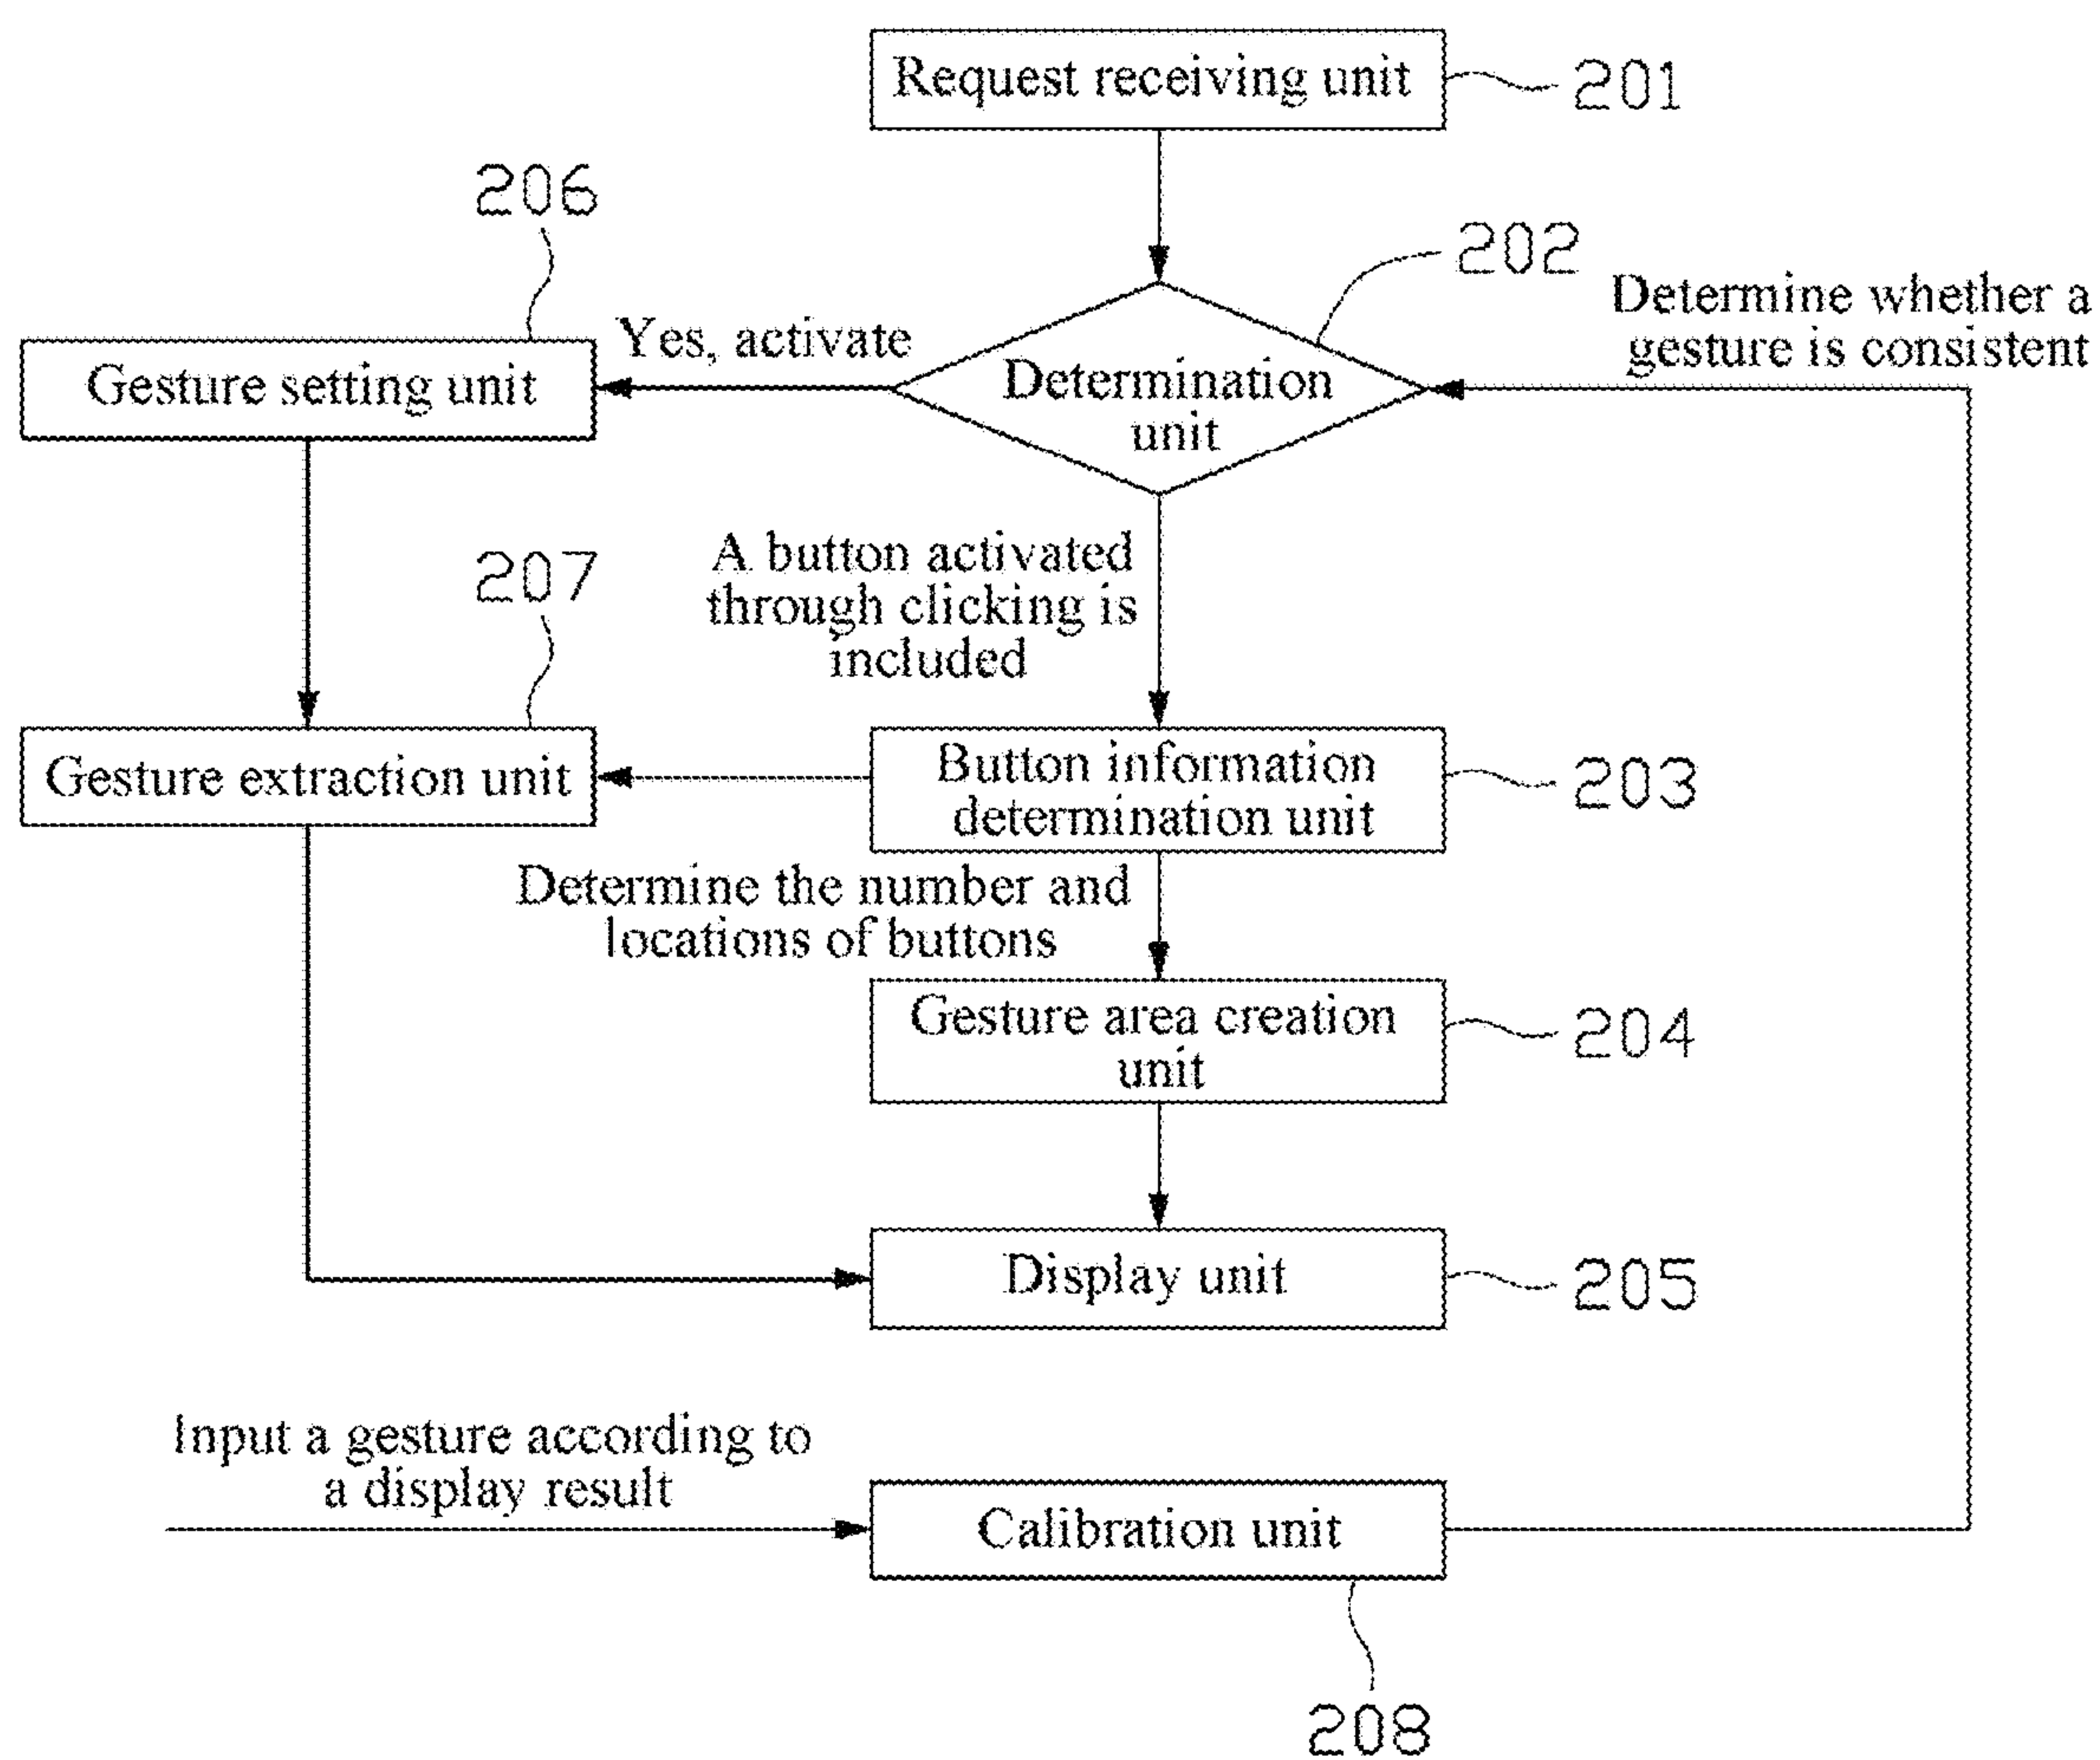 Request receiving unit
201
206
202
Determine whether a
gesture is consistent
Yes, activate
Gesture setting unit
Determination
unit
A button activated
through clicking is
included
207
Gesture extraction unit
Button information
determination unit
203
Determine the number and
locations of buttons
Gesture area creation
unit
204
Display unit
205
Input a gesture according to
a display result
Calibration unit
208